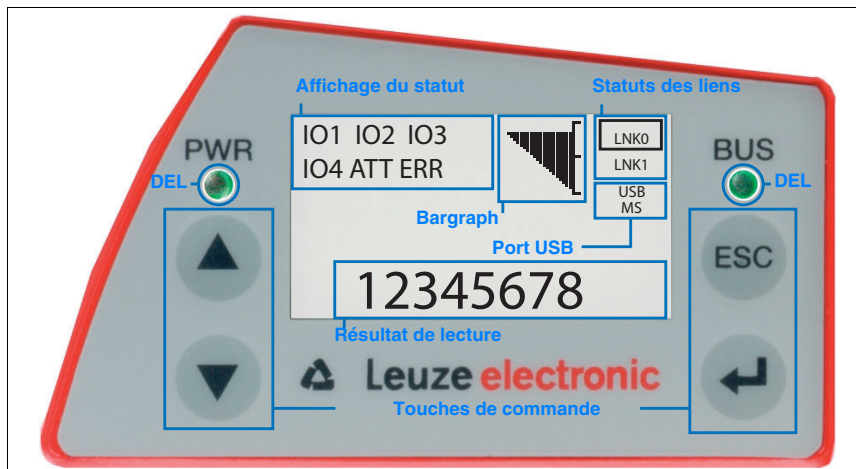 Affichage du statut
Statuts des liens
IO1 IO2 IO3
IO4 ATT ERR
LNK0
LNK1
USB
MS
PWR
BUS
DEL
DEL
Bargraph
Port USB
ESC
12345678
Résultat de lecture
Leuze electronic
Touches de commande